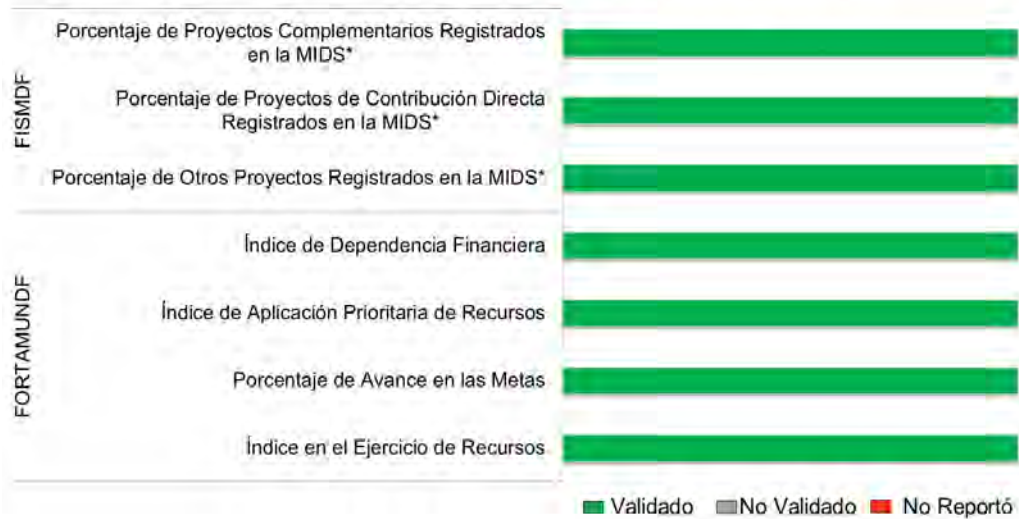 FISMDF
Porcentaje de Proyectos Complementarios Registrados
en la MIDS*
Porcentaje de Proyectos de Contribución Directa
Registrados en la MIDS*
Porcentaje de Otros Proyectos Registrados en la MIDS*
FORTAMUNDF
Índice de Dependencia Financiera
Índice de Aplicación Prioritaria de Recursos
Porcentaje de Avance en las Metas
Índice en el Ejercicio de Recursos
Validado No Validado No Reportó